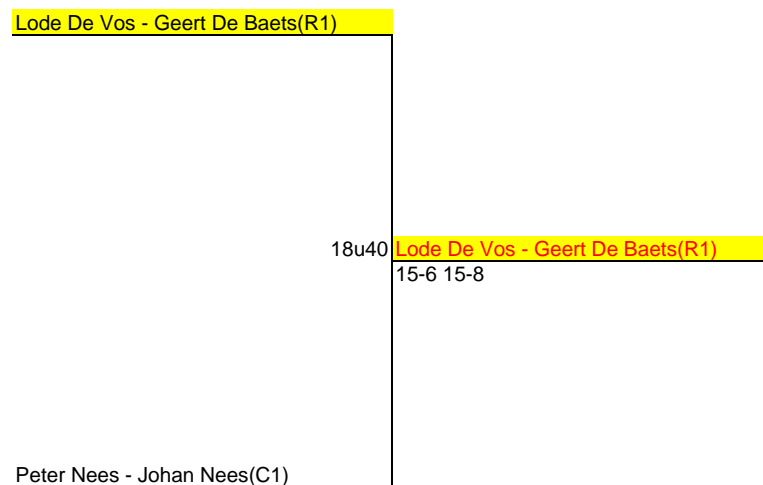 Lode De Vos - Geert De Baets(R1)
18u40 Lode De Vos - Geert De Baets(R1)
15-6 15-8
Peter Nees - Johan Nees(C1)